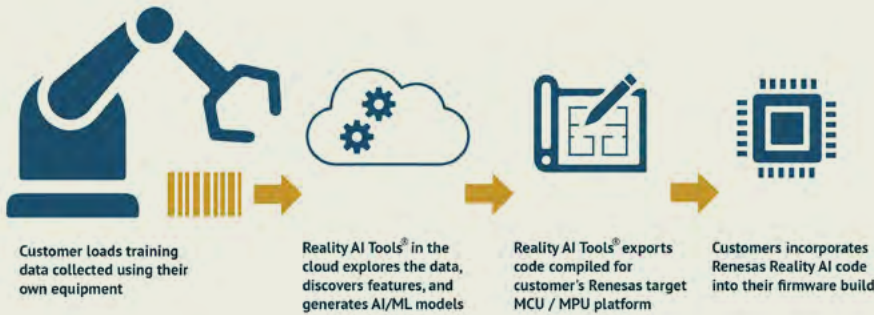 Customer loads training
data collected using their
own equipment
Reality AI Tools® in the
cloud explores the data,
discovers features, and
generates AI/ML models
Reality AI Tools® exports
code compiled for
customer's Renesas target
MCU / MPU platform
Customers incorporates
Renesas Reality AI code
into their firmware build